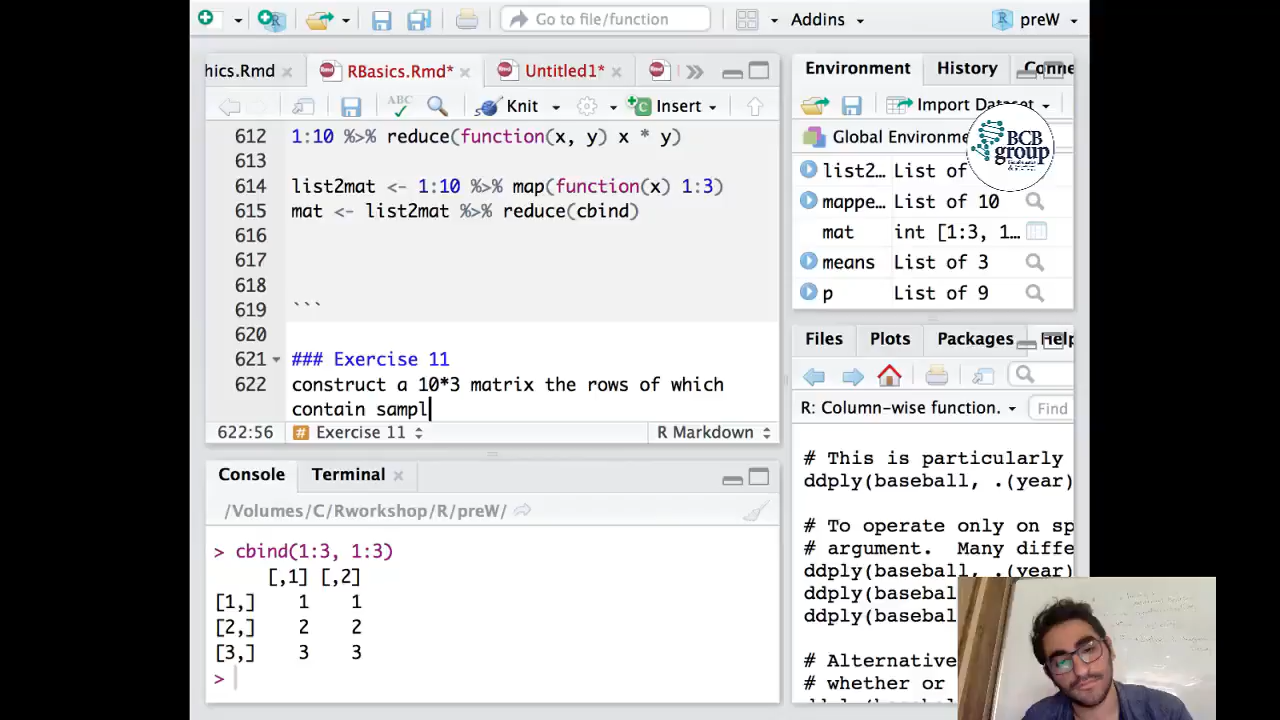 Go to file/function
Addins
preW
hics.Rmd
RBasics.Rmd*
Untitled1*
ABC
Knit
Insert
612 1:10 %>% reduce(function(x, y) x * y)
613
614 list2mat <- 1:10 %>% map(function(x) 1:3)
615 mat <- list2mat %>% reduce(cbind)
616
617
618
619 ```
620
621 ### Exercise 11
622 construct a 10*3 matrix the rows of which
contain sampl
622:56 # Exercise 11 R Markdown
Console Terminal
/Volumes/C/Rworkshop/R/preW/
> cbind(1:3, 1:3)
[,1] [,2]
[1,] 1 1
[2,] 2 2
[3,] 3 3
>
Environment History Conne
Import Dataset
Global Environme
BCB
group
list2… List of
mappe… List of 10
mat int [1:3, 1…
means List of 3
p List of 9
Files Plots Packages Help
R: Column-wise function. Find
# This is particularly
ddply(baseball, .(year)
# To operate only on sp
# argument. Many diffe
ddply(baseball, .(year)
ddply(baseball, .(year)
ddply(baseball, .(year)
# Alternative
# whether or